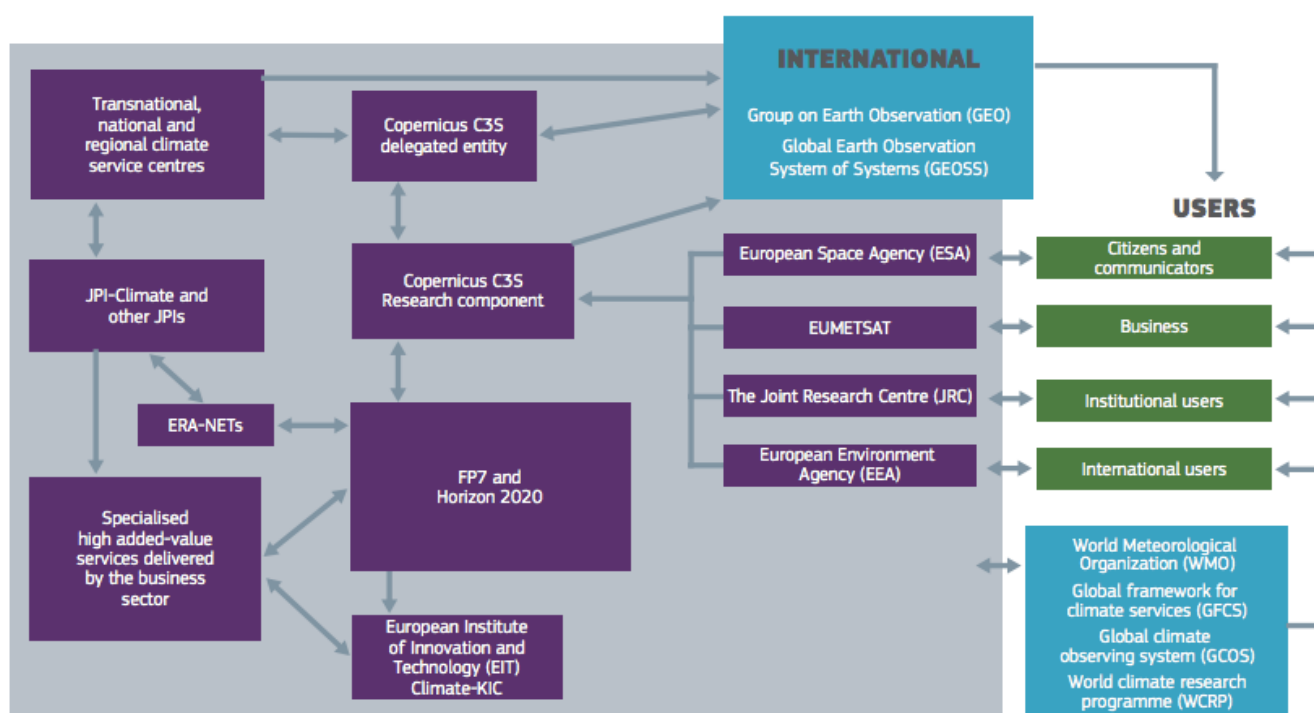 INTERNATIONAL
Group on Earth Observation (GEO)
Global Earth Observation
System of Systems (GEOSS)
Transnational,
national and
regional climate
service centres
Copernicus C3S
delegated entity
USERS
JPI-Climate and
other JPIs
Copernicus C3S
Research component
European Space Agency (ESA)
Citizens and
communicators
EUMETSAT
Business
The Joint Research Centre (JRC)
Institutional users
ERA-NETs
European Environment
Agency (EEA)
International users
FP7 and
Horizon 2020
Specialised
high added-value
services delivered
by the business
sector
World Meteorological
Organization (WMO)
Global framework for
climate services (GFCS)
Global climate
observing system (GCOS)
World climate research
programme (WCRP)
European Institute
of Innovation and
Technology (EIT)
Climate-KIC